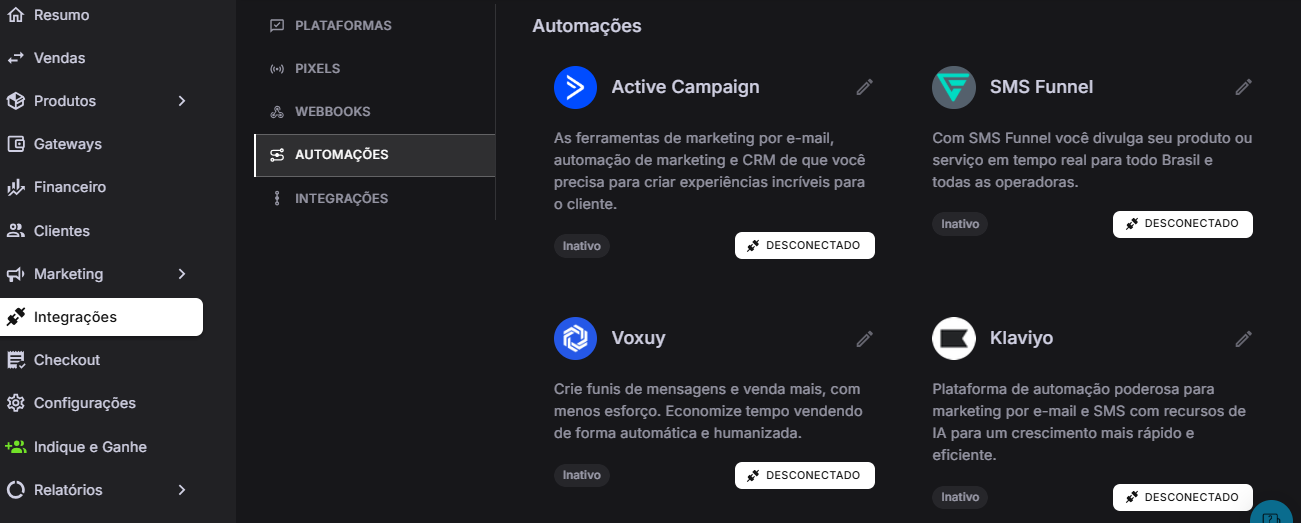 Resumo
Vendas
Produtos
Gateways
Financeiro
Clientes
Marketing
Integrações
Checkout
Configurações
Indique e Ganhe
Relatórios
PLATAFORMAS
PIXELS
WEBBOOKS
AUTOMAÇÕES
INTEGRAÇÕES
Automações
Active Campaign
As ferramentas de marketing por e-mail,
automação de marketing e CRM de que você
precisa para criar experiências incríveis para
o cliente.
Inativo
DESCONECTADO
SMS Funnel
Com SMS Funnel você divulga seu produto ou
serviço em tempo real para todo Brasil e
todas as operadoras.
Inativo
DESCONECTADO
Voxuy
Crie funis de mensagens e venda mais, com
menos esforço. Economize tempo vendendo
de forma automática e humanizada.
Inativo
DESCONECTADO
Klaviyo
Plataforma de automação poderosa para
marketing por e-mail e SMS com recursos de
IA para um crescimento mais rápido e
eficiente.
Inativo
DESCONECTADO